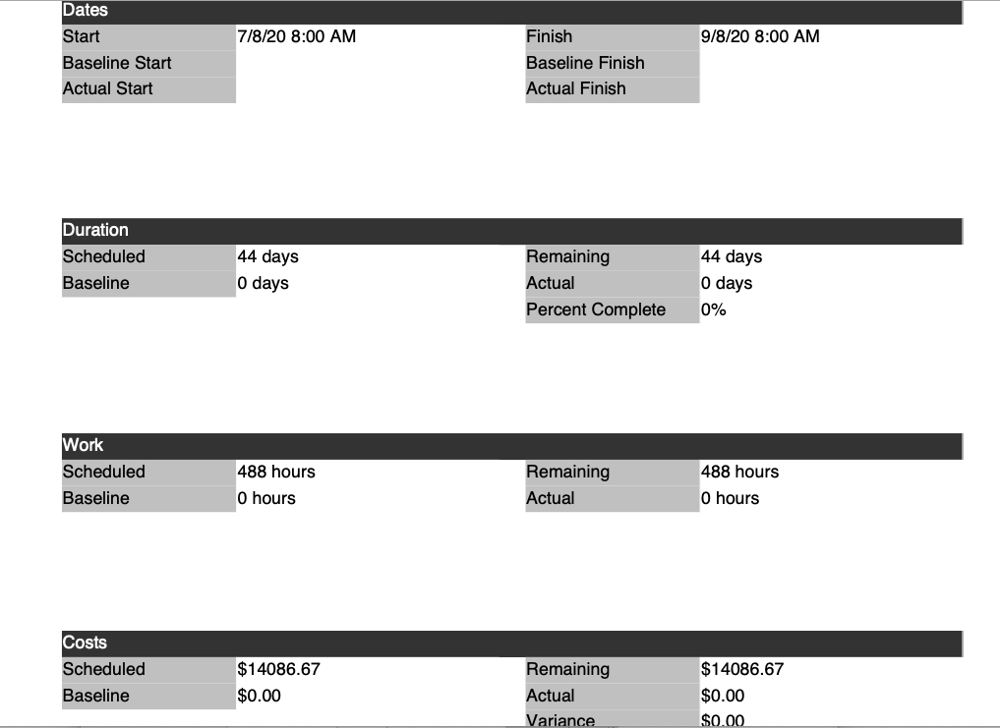 Dates
Start 7/8/20 8:00 AM Finish 9/8/20 8:00 AM
Baseline Start Baseline Finish
Actual Start Actual Finish
Duration
Scheduled 44 days Remaining 44 days
Baseline 0 days Actual 0 days
Percent Complete 0%
Work
Scheduled 488 hours Remaining 488 hours
Baseline 0 hours Actual 0 hours
Costs
Scheduled $14086.67 Remaining $14086.67
Baseline $0.00 Actual $0.00
Variance $0.00